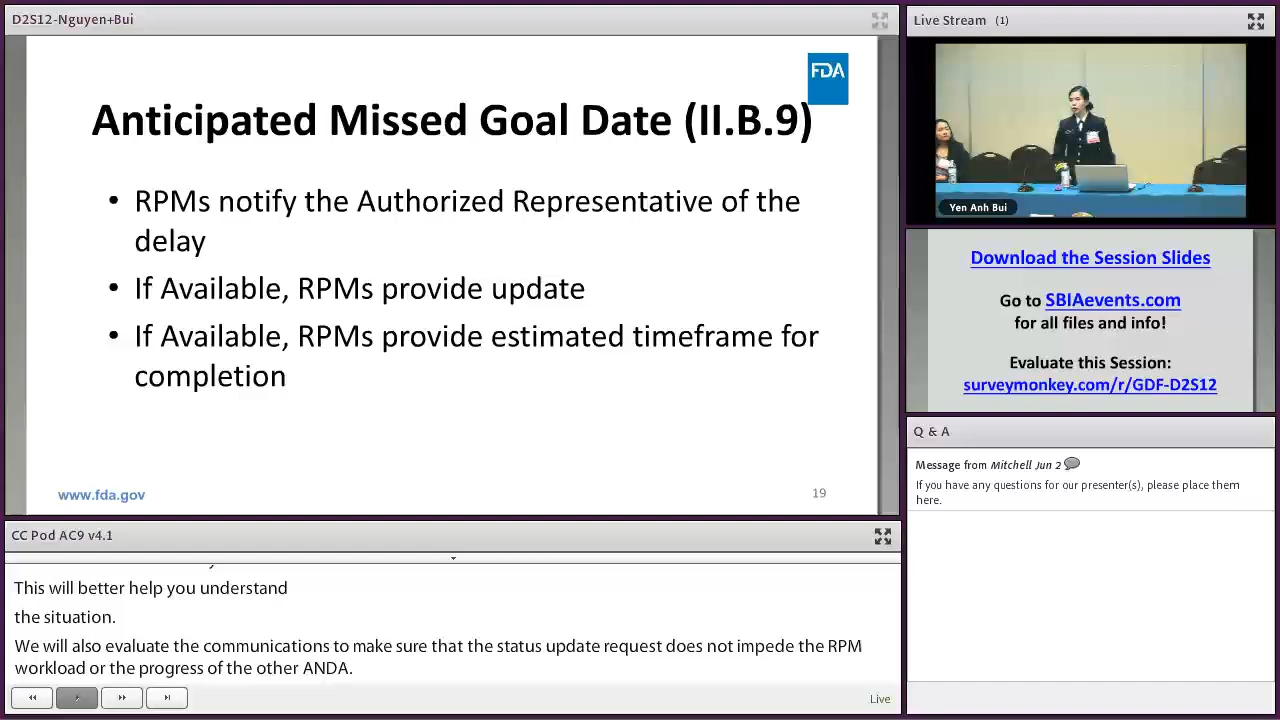 D2S12-Nguyen+Bui
FDA
Anticipated Missed Goal Date (II.B.9)
• RPMs notify the Authorized Representative of the
delay
• If Available, RPMs provide update
• If Available, RPMs provide estimated timeframe for
completion
www.fda.gov
19
CC Pod AC9 v4.1
This will better help you understand
the situation.
We will also evaluate the communications to make sure that the status update request does not impede the RPM
workload or the progress of the other ANDA.
Live
Live Stream (1)
Yen Anh Bui
Download the Session Slides
Go to SBIAevents.com
for all files and info!
Evaluate this Session:
surveymonkey.com/r/GDF-D2S12
Q & A
Message from Mitchell Jun 2
If you have any questions for our presenter(s), please place them
here.